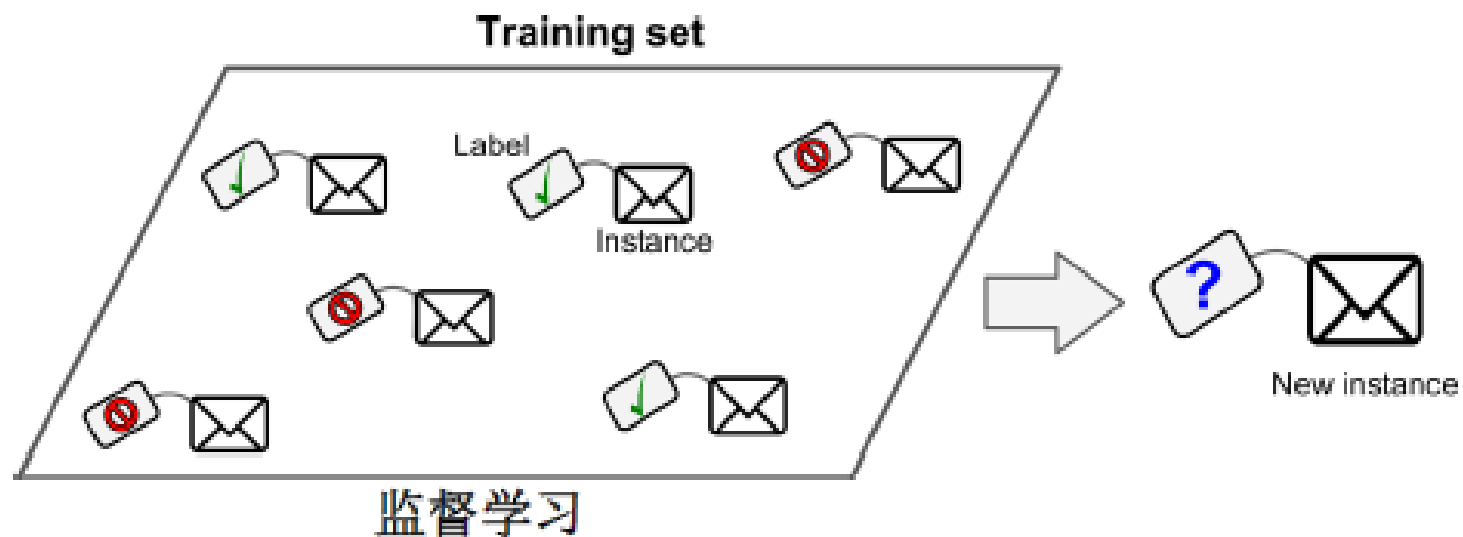 Training set
Label
Instance
?
New instance
监督学习